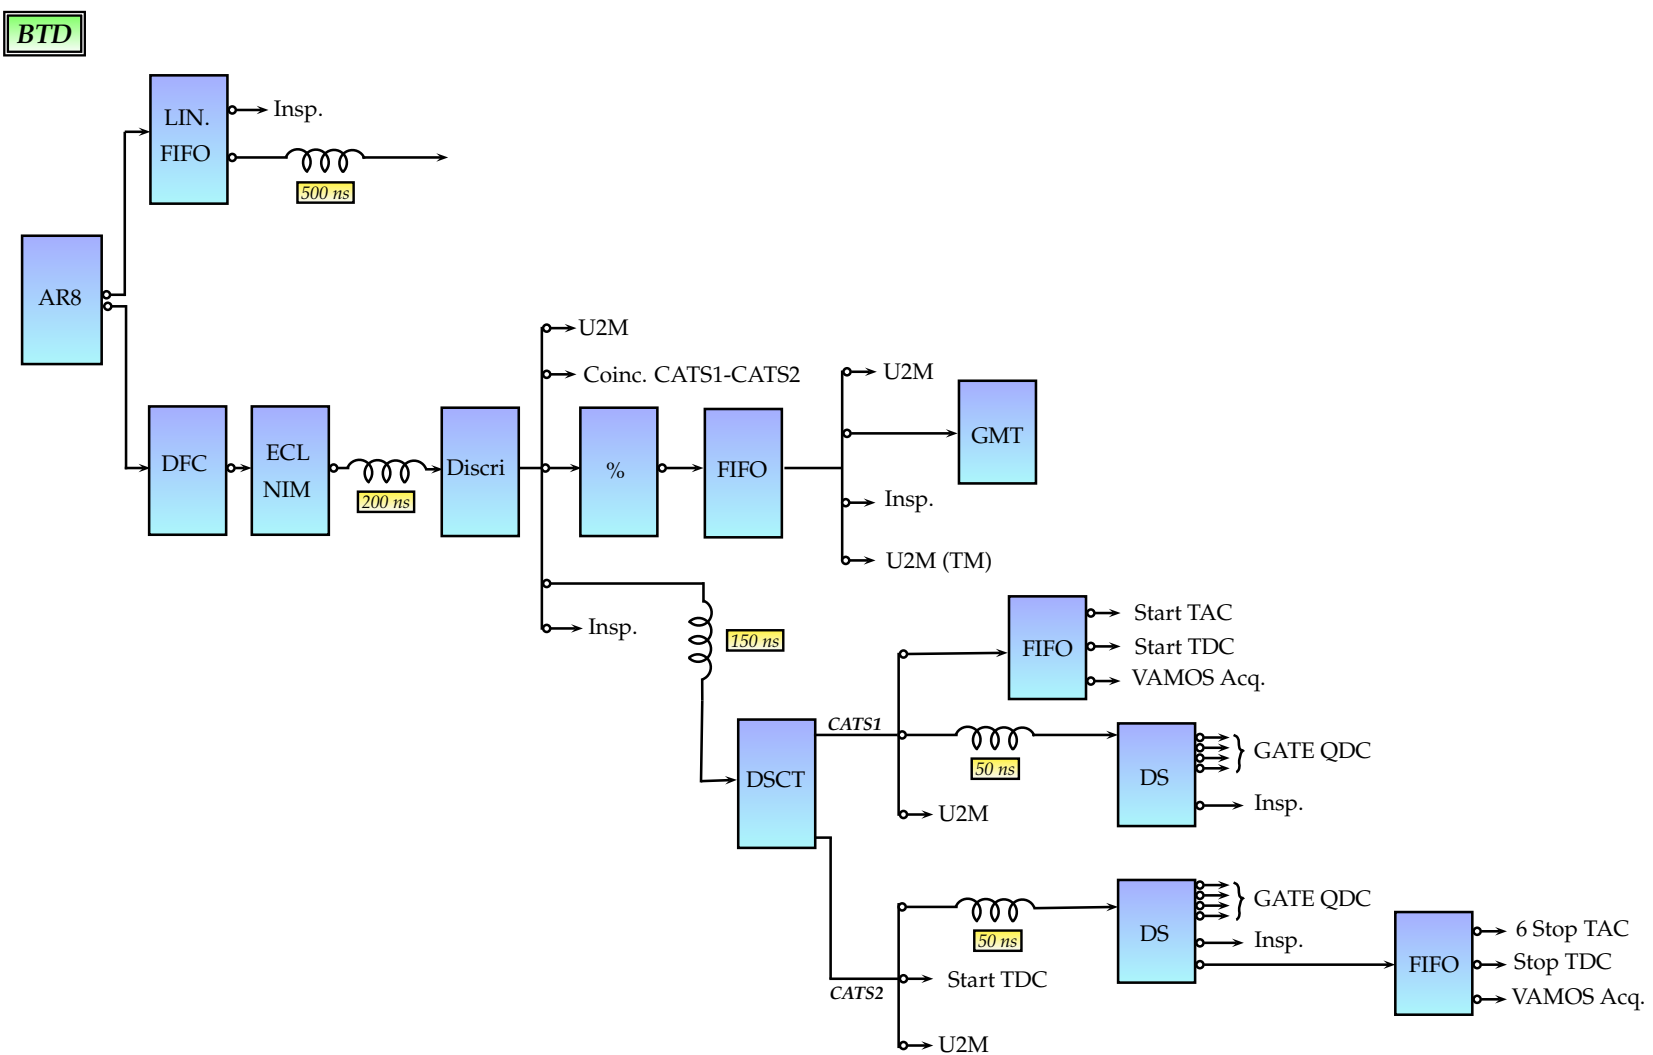 BTD
LIN.
FIFO
Insp.
500 ns
AR8
DFC
ECL
NIM
200 ns
Discri
U2M
Coinc. CATS1-CATS2
%
FIFO
U2M
GMT
Insp.
U2M (TM)
Insp.
150 ns
DSCT
CATS1
FIFO
Start TAC
Start TDC
VAMOS Acq.
50 ns
DS
GATE QDC
Insp.
U2M
CATS2
50 ns
DS
GATE QDC
Insp.
Start TDC
U2M
FIFO
6 Stop TAC
Stop TDC
VAMOS Acq.